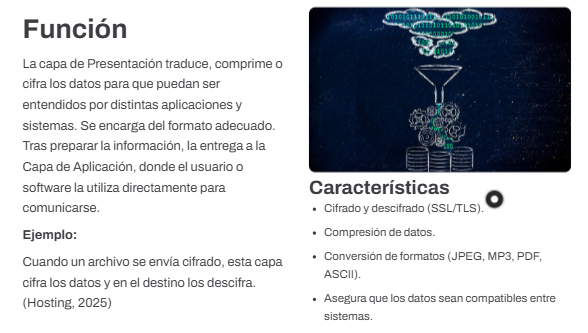 Función
La capa de Presentación traduce, comprime o
cifra los datos para que puedan ser
entendidos por distintas aplicaciones y
sistemas. Se encarga del formato adecuado.
Tras preparar la información, la entrega a la
Capa de Aplicación, donde el usuario o
software la utiliza directamente para
comunicarse.
Ejemplo:
Cuando un archivo se envía cifrado, esta capa
cifra los datos y en el destino los descifra.
(Hosting, 2025)
Características
• Cifrado y descifrado (SSL/TLS).
• Compresión de datos.
• Conversión de formatos (JPEG, MP3, PDF,
ASCII).
• Asegura que los datos sean compatibles entre
sistemas.